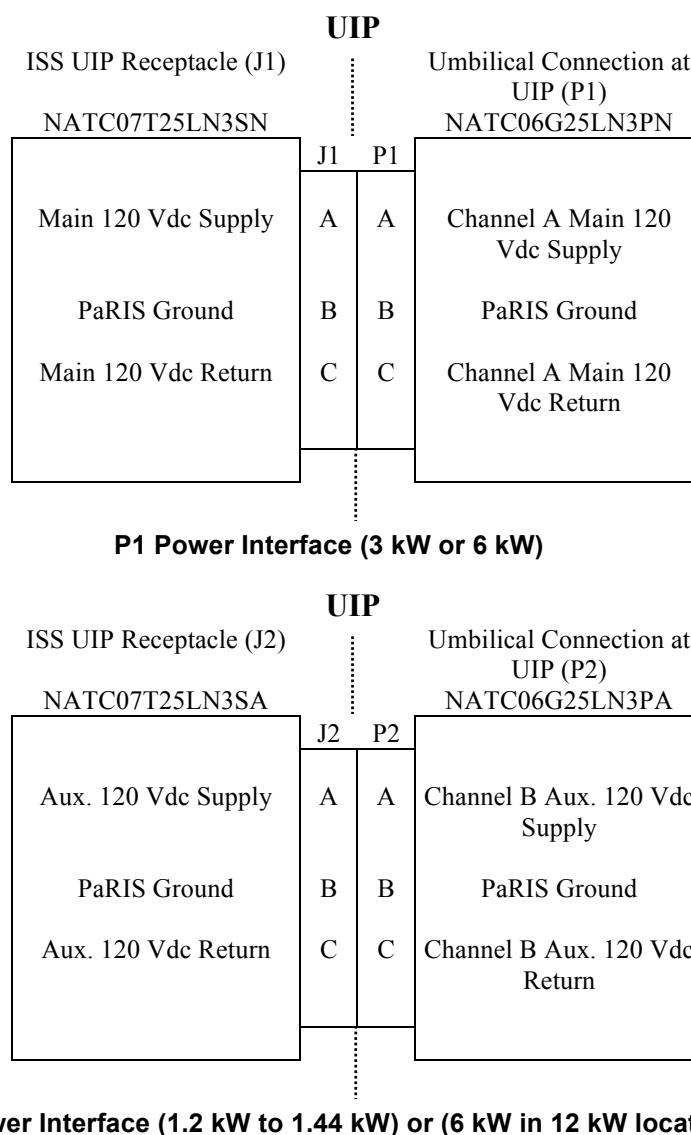 UIP
ISS UIP Receptacle (J1)
Umbilical Connection at
UIP (P1)
NATC07T25LN3SN
NATC06G25LN3PN
J1 P1
Main 120 Vdc Supply A A Channel A Main 120
Vdc Supply
PaRIS Ground B B PaRIS Ground
Main 120 Vdc Return C C Channel A Main 120
Vdc Return
P1 Power Interface (3 kW or 6 kW)
UIP
ISS UIP Receptacle (J2)
Umbilical Connection at
UIP (P2)
NATC07T25LN3SA
NATC06G25LN3PA
J2 P2
Aux. 120 Vdc Supply A A Channel B Aux. 120 Vdc
Supply
PaRIS Ground B B PaRIS Ground
Aux. 120 Vdc Return C C Channel B Aux. 120 Vdc
Return
Interface (1.2 kW to 1.44 kW) or (6 kW in 12 kW